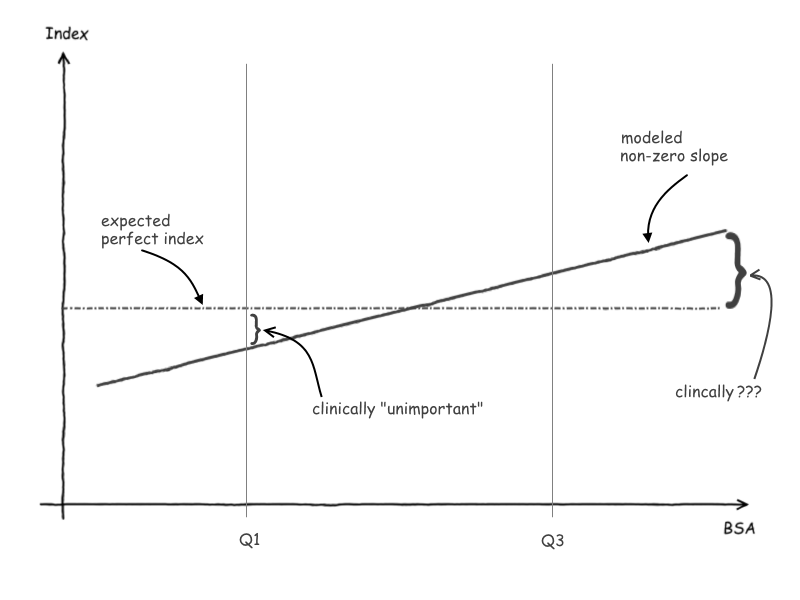 Index
modeled
non-zero slope
expected
perfect index
}
}
clinically "unimportant"
clincally ???
BSA
Q1
Q3